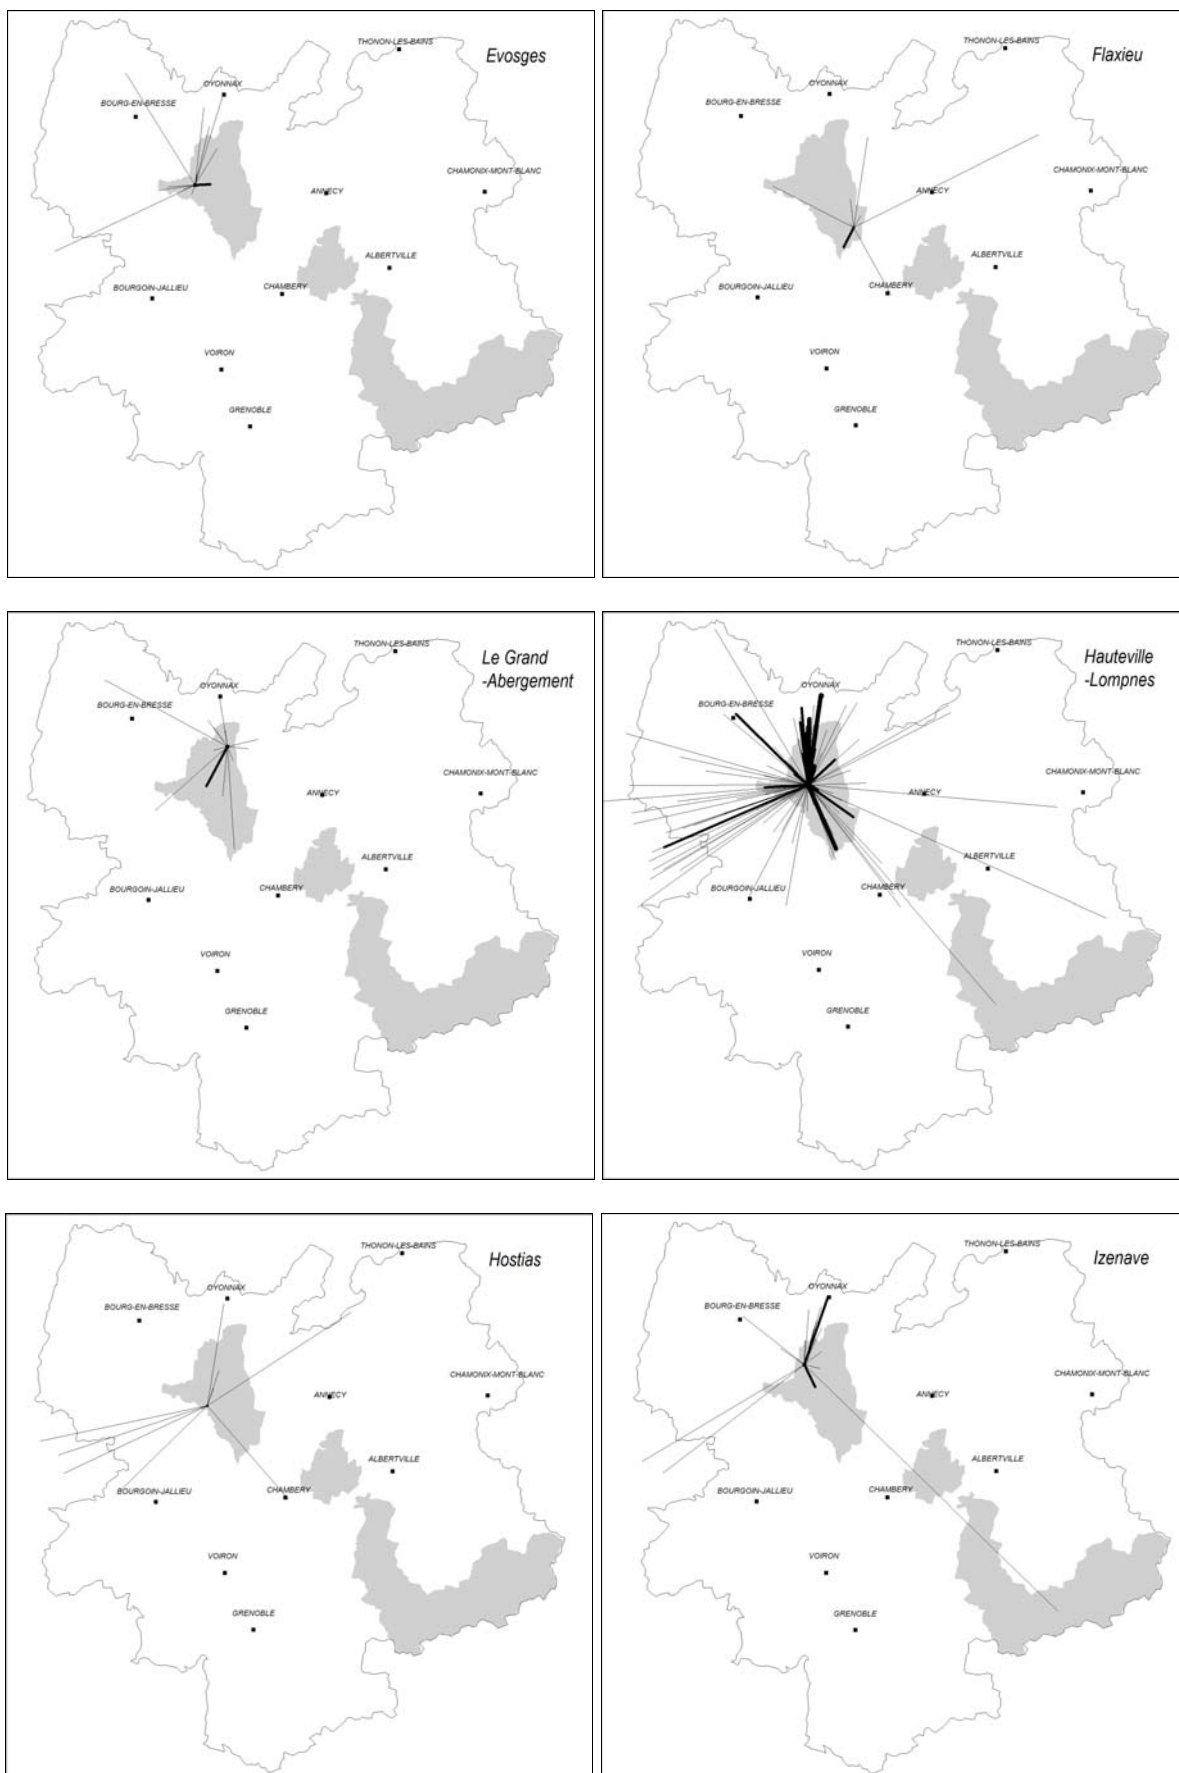 Evosges
THONON-LES-BAINS
OYONNAX
BOURG-EN-BRESSE
CHAMONIX-MONT-BLANC
ANNECY
ALBERTVILLE
BOURGOIN-JALLIEU
CHAMBERY
VOIRON
GRENOBLE
Flaxieu
THONON-LES-BAINS
OYONNAX
BOURG-EN-BRESSE
CHAMONIX-MONT-BLANC
ANNECY
ALBERTVILLE
BOURGOIN-JALLIEU
CHAMBERY
VOIRON
GRENOBLE
Le Grand
-Abergement
THONON-LES-BAINS
OYONNAX
BOURG-EN-BRESSE
CHAMONIX-MONT-BLANC
ANNECY
ALBERTVILLE
BOURGOIN-JALLIEU
CHAMBERY
VOIRON
GRENOBLE
Hauteville
-Lompnes
THONON-LES-BAINS
OYONNAX
BOURG-EN-BRESSE
CHAMONIX-MONT-BLANC
ANNECY
ALBERTVILLE
BOURGOIN-JALLIEU
CHAMBERY
VOIRON
GRENOBLE
Hostias
THONON-LES-BAINS
OYONNAX
BOURG-EN-BRESSE
CHAMONIX-MONT-BLANC
ANNECY
ALBERTVILLE
BOURGOIN-JALLIEU
CHAMBERY
VOIRON
GRENOBLE
Izenave
THONON-LES-BAINS
OYONNAX
BOURG-EN-BRESSE
CHAMONIX-MONT-BLANC
ANNECY
ALBERTVILLE
BOURGOIN-JALLIEU
CHAMBERY
VOIRON
GRENOBLE